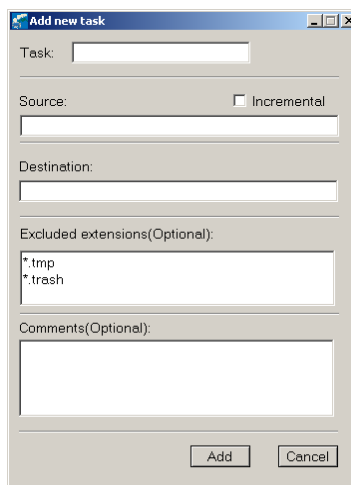 Add new task
Task:
Source:
Incremental
Destination:
Excluded extensions(Optional):
*.tmp
*.trash
Comments(Optional):
Add
Cancel